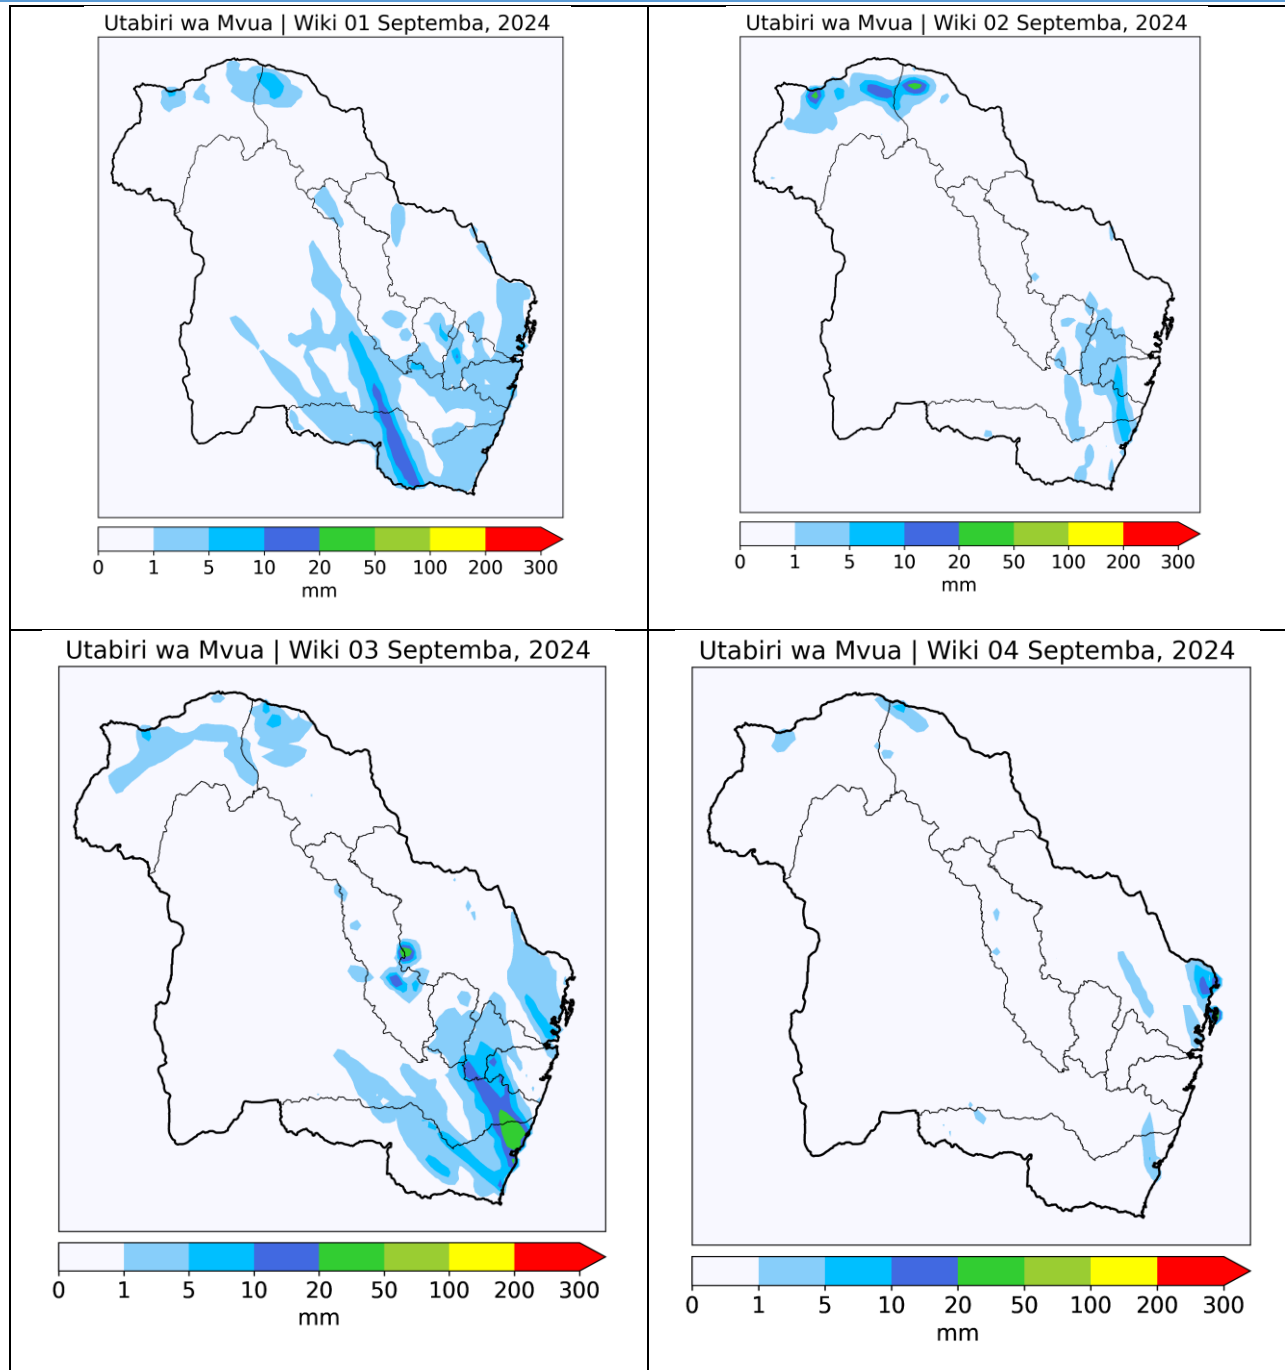 Utabiri wa Mvua | Wiki 01 Septemba, 2024
0 1 5 10 20 50 100 200 300
mm
Utabiri wa Mvua | Wiki 02 Septemba, 2024
0 1 5 10 20 50 100 200 300
mm
Utabiri wa Mvua | Wiki 03 Septemba, 2024
0 1 5 10 20 50 100 200 300
mm
Utabiri wa Mvua | Wiki 04 Septemba, 2024
0 1 5 10 20 50 100 200 300
mm